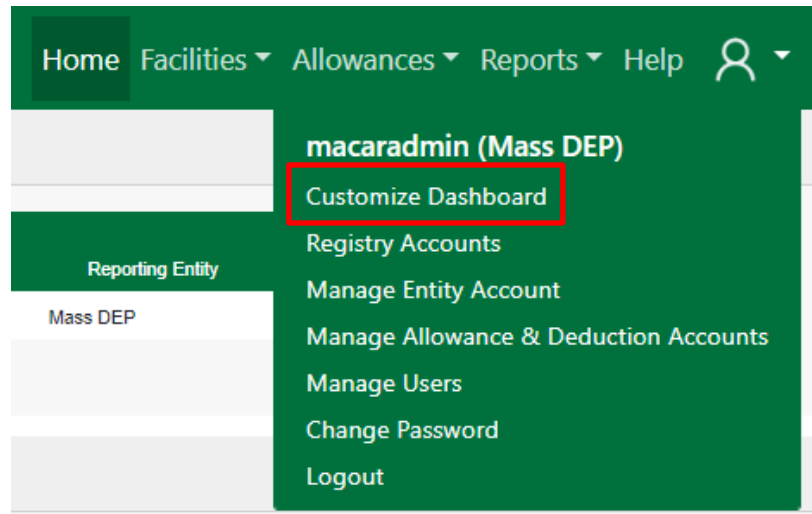 Home Facilities Allowances Reports Help
macaradmin (Mass DEP)
Customize Dashboard
Registry Accounts
Reporting Entity
Manage Entity Account
Mass DEP
Manage Allowance & Deduction Accounts
Manage Users
Change Password
Logout